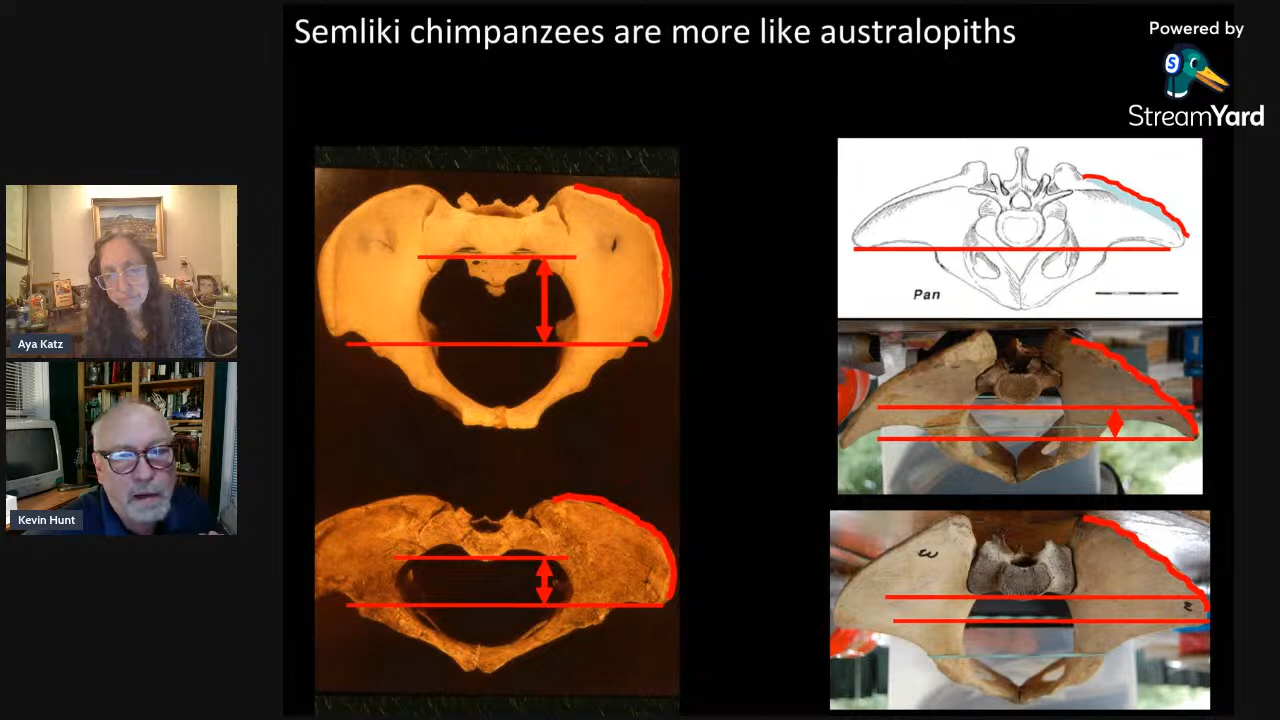 Semliki chimpanzees are more like australopiths
Powered by
S
StreamYard
Pan
Aya Katz
Kevin Hunt